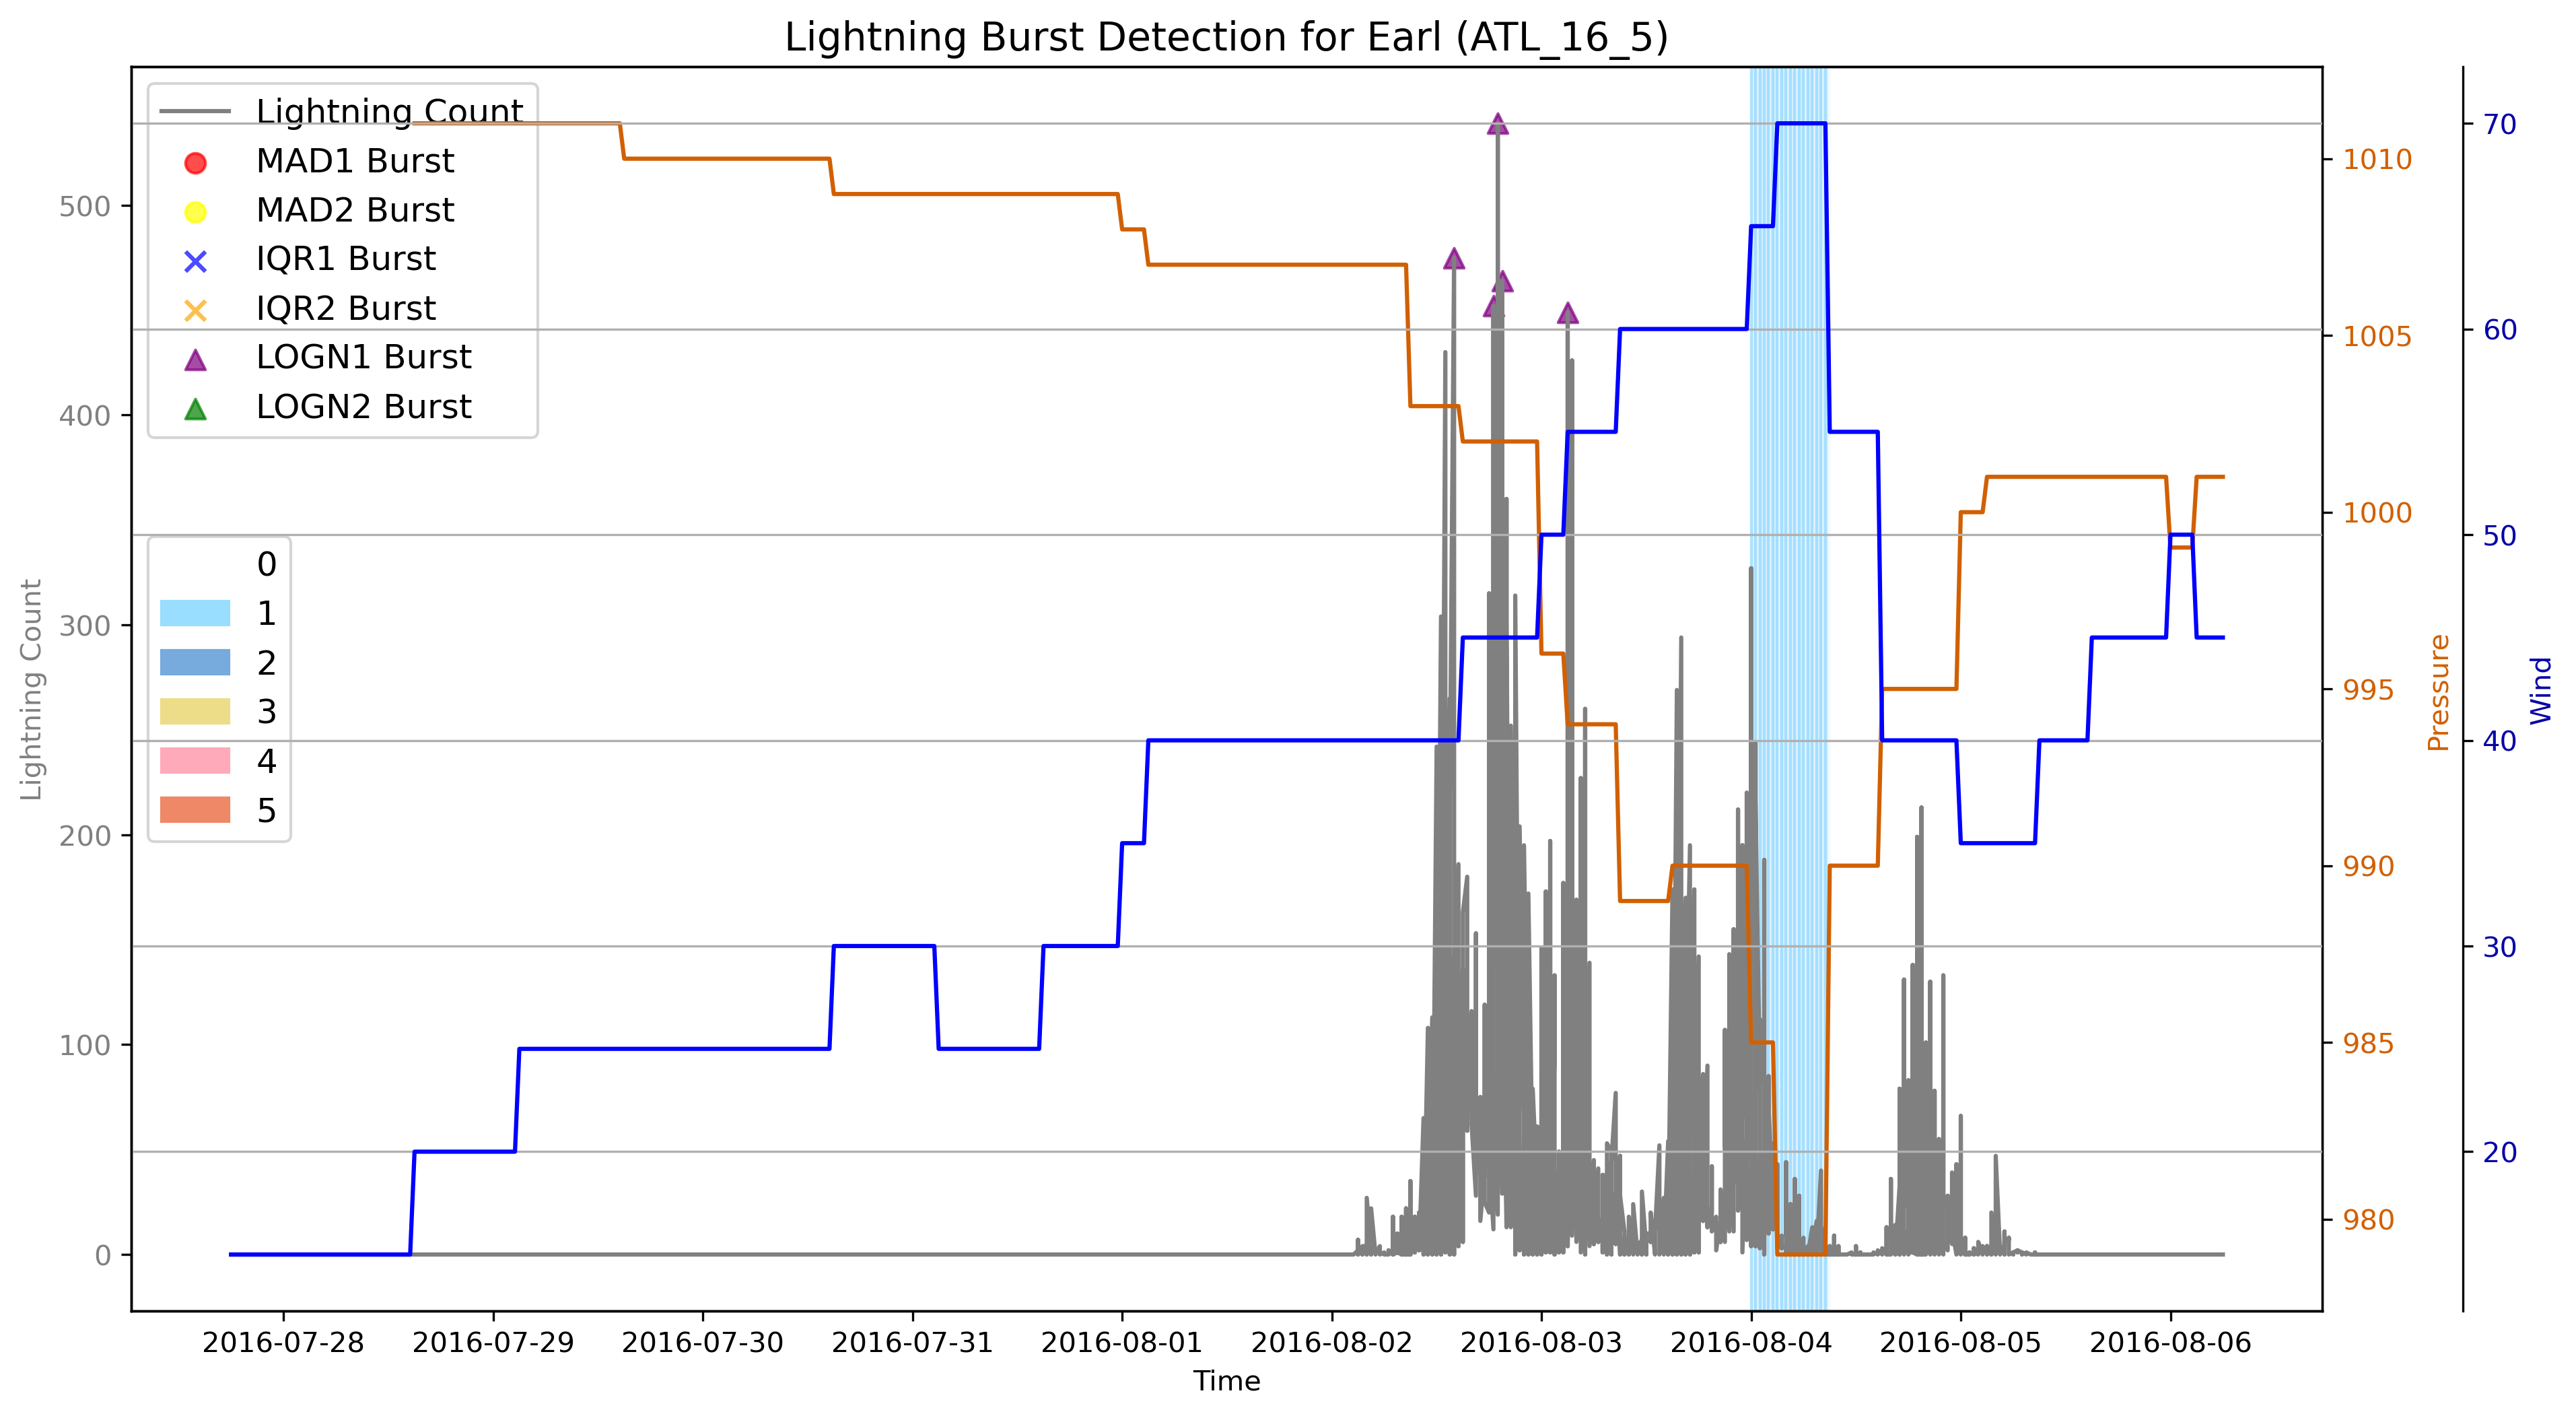 Lightning Burst Detection for Earl (ATL_16_5)
Lightning Count
MAD1 Burst
MAD2 Burst
IQR1 Burst
IQR2 Burst
LOGN1 Burst
LOGN2 Burst
0
1
2
3
4
5
Lightning Count
500
400
300
200
100
0
1010
1005
1000
995
990
985
980
Pressure
70
60
50
40
30
20
Wind
2016-07-28 2016-07-29 2016-07-30 2016-07-31 2016-08-01 2016-08-02 2016-08-03 2016-08-04 2016-08-05 2016-08-06
Time